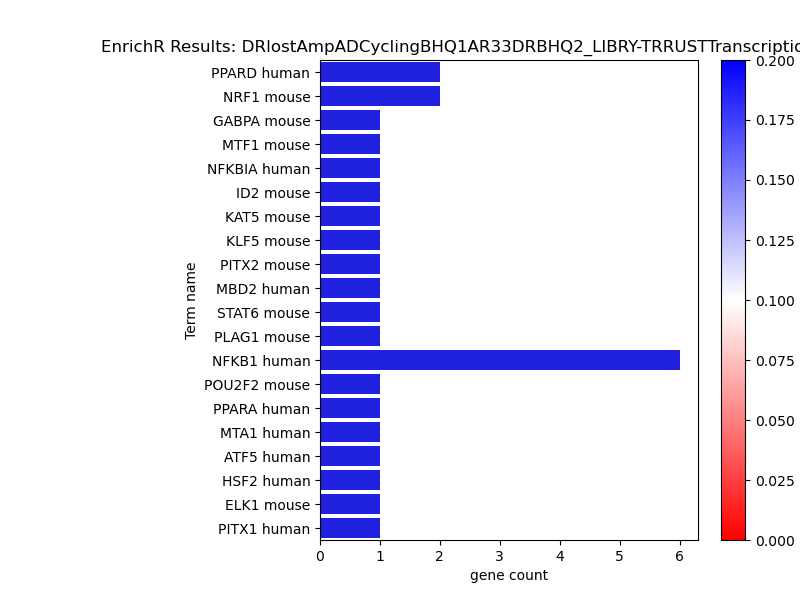 EnrichR Results: DRlostAmpADCyclingBHQ1AR33DRBHQ2_LIBRY-TRRUSTTranscriptio
PPARD human
NRF1 mouse
GABPA mouse
MTF1 mouse
NFKBIA human
ID2 mouse
KAT5 mouse
KLF5 mouse
PITX2 mouse
MBD2 human
STAT6 mouse
PLAG1 mouse
NFKB1 human
POU2F2 mouse
PPARA human
MTA1 human
ATF5 human
HSF2 human
ELK1 mouse
PITX1 human
Term name
0 1 2 3 4 5 6
gene count
0.200
0.175
0.150
0.125
0.100
0.075
0.050
0.025
0.000